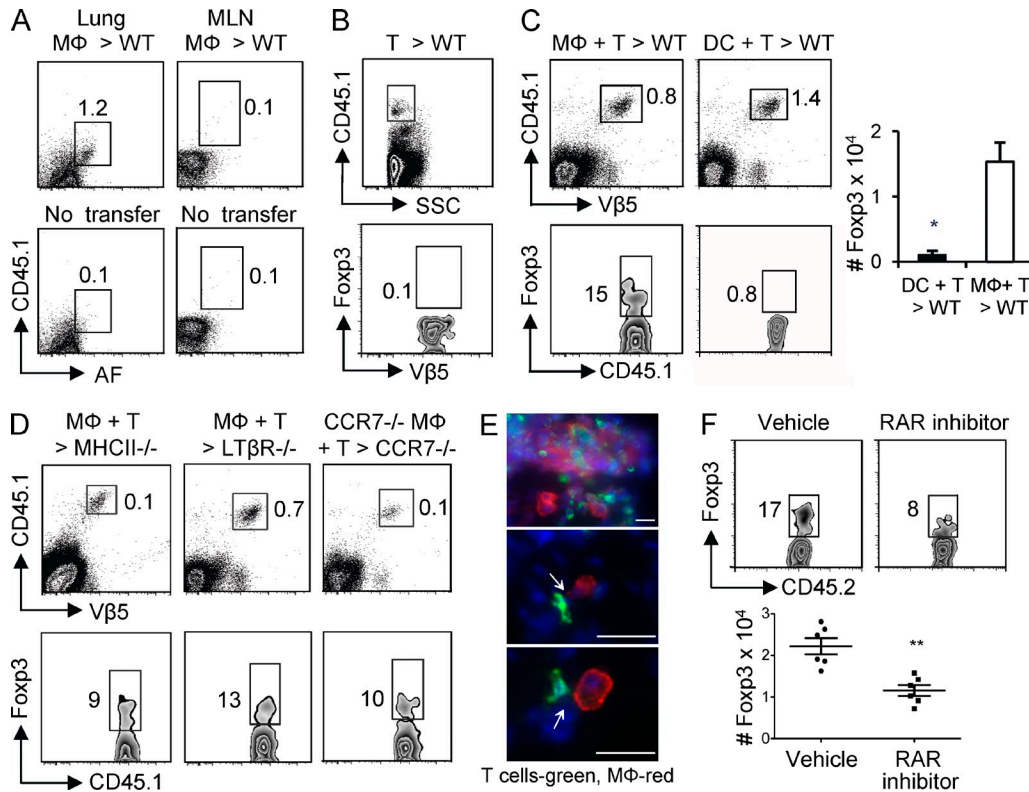 A
Lung
MΦ > WT
MLN
MΦ > WT
1.2
0.1
No transfer
No transfer
0.1
0.1
CD45.1
AF
B
T > WT
CD45.1
SSC
Foxp3
0.1
Vβ5
C
MΦ + T > WT
DC + T > WT
CD45.1
0.8
1.4
Vβ5
Foxp3
15
0.8
CD45.1
# Foxp3 x 10⁴
2
1
0
*
DC + T
> WT
MΦ+ T
> WT
D
MΦ + T
> MHCII-/-
MΦ + T
> LTβR-/-
CCR7-/- MΦ
+ T > CCR7-/-
CD45.1
0.1
0.7
0.1
Vβ5
Foxp3
9
13
10
CD45.1
E
T cells-green, MΦ-red
F
Vehicle
RAR inhibitor
Foxp3
17
8
CD45.2
# Foxp3 x 10⁴
3
2
1
0
**
Vehicle
RAR
inhibitor